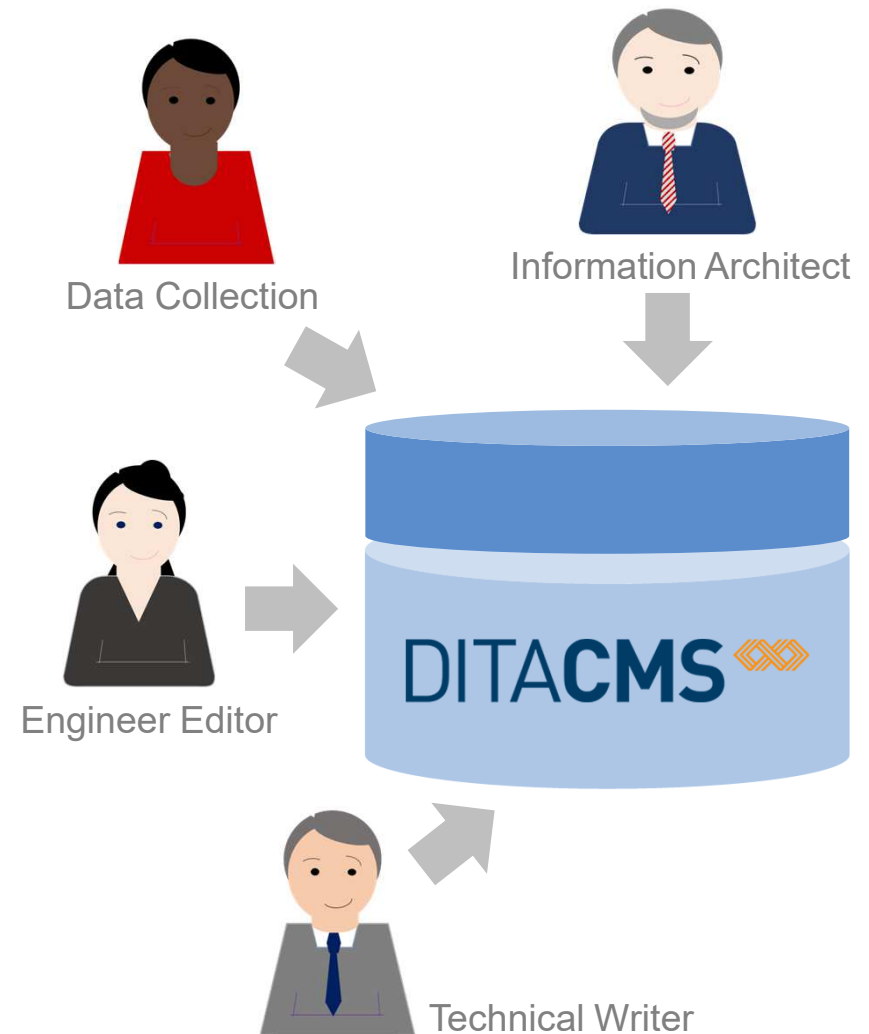 Information Architect
Data Collection
DITACMS
Engineer Editor
Technical Writer